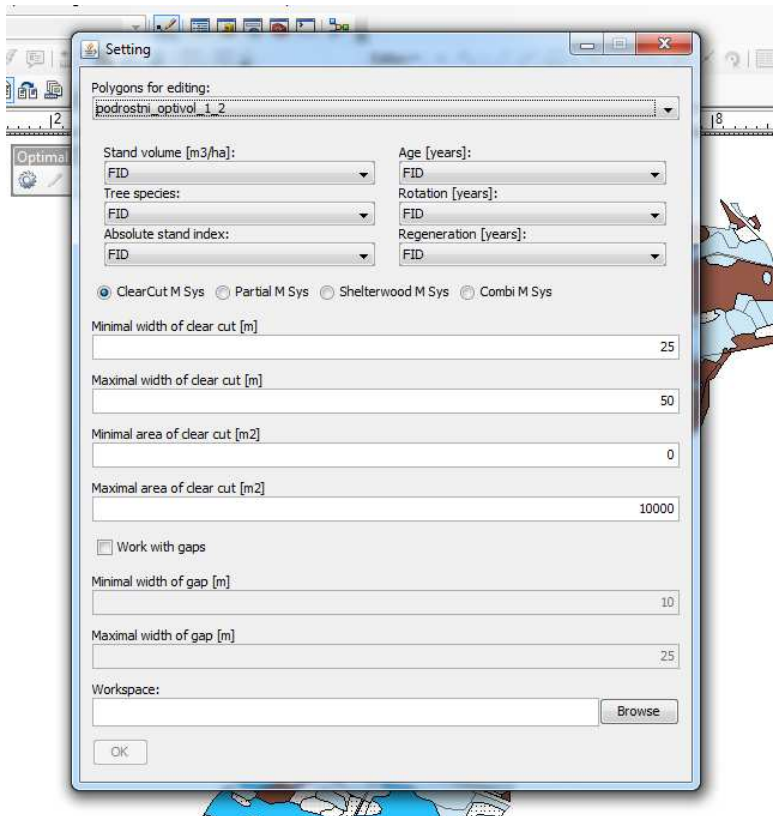 Setting
Polygons for editing:
podrostni_optivol_1_2
Stand volume [m3/ha]:
Age [years]:
FID
FID
Tree species:
Rotation [years]:
FID
FID
Absolute stand index:
Regeneration [years]:
FID
FID
ClearCut M Sys Partial M Sys Shelterwood M Sys Combi M Sys
Minimal width of clear cut [m]
25
Maximal width of clear cut [m]
50
Minimal area of clear cut [m2]
0
Maximal area of clear cut [m2]
10000
Work with gaps
Minimal width of gap [m]
10
Maximal width of gap [m]
25
Workspace:
Browse
OK
Optimal
2
8